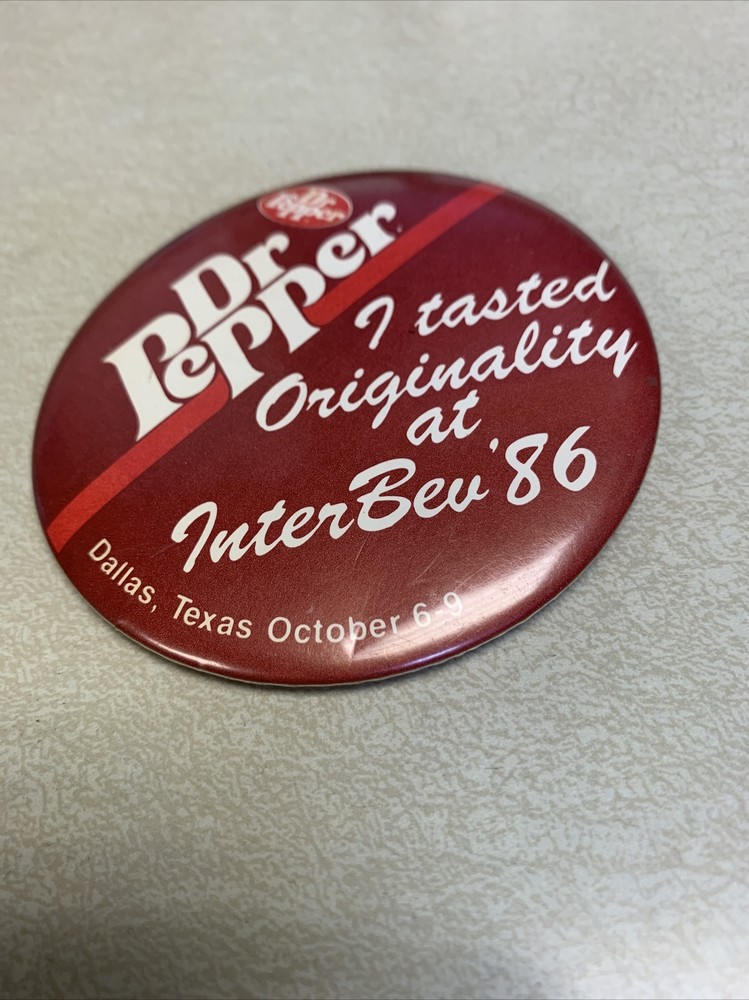 Dr
Pepper
Dr
Pepper
I tasted
Originality
at
InterBev '86
Dallas, Texas October 6-9